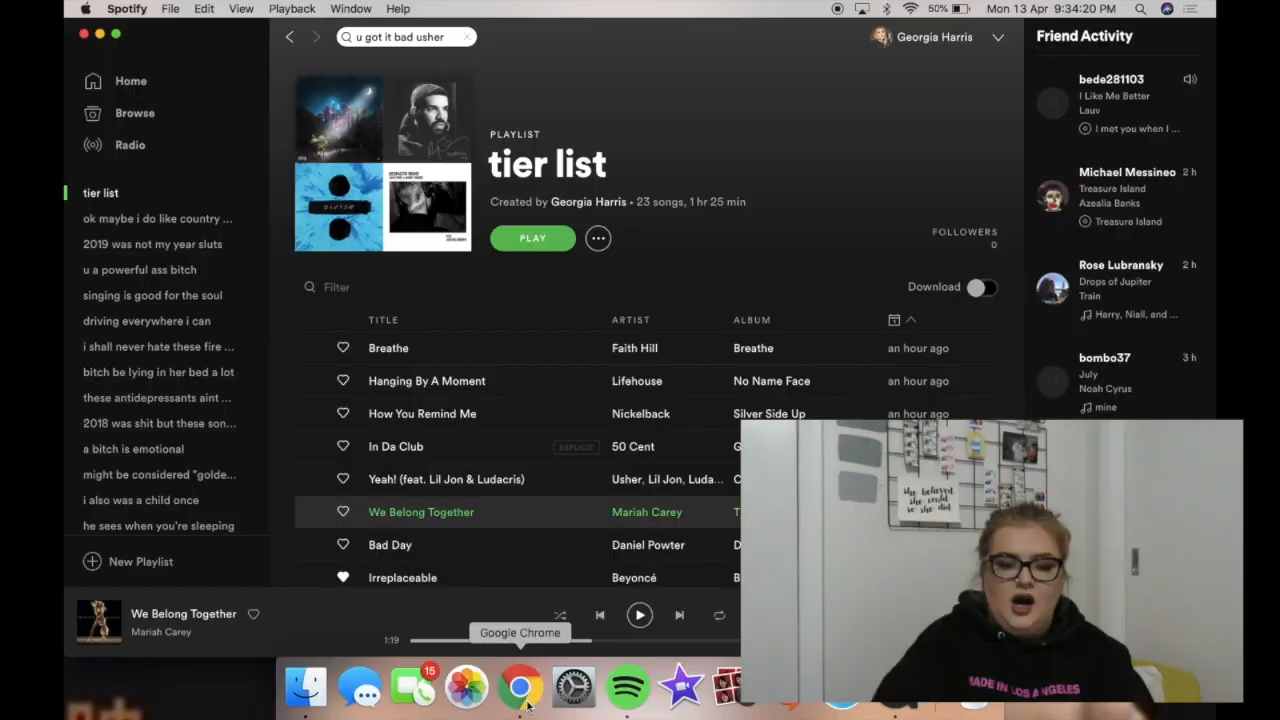 Spotify File Edit View Playback Window Help 50% Mon 13 Apr 9:34:20 PM
u got it bad usher
Georgia Harris
Home
Browse
Radio
tier list
ok maybe i do like country ...
2019 was not my year sluts
u a powerful ass bitch
singing is good for the soul
driving everywhere i can
i shall never hate these fire ...
bitch be lying in her bed a lot
these antidepressants aint ...
2018 was shit but these son...
a bitch is emotional
might be considered "golde...
i also was a child once
he sees when you're sleeping
New Playlist
PLAYLIST
tier list
Created by Georgia Harris • 23 songs, 1 hr 25 min
PLAY
FOLLOWERS
0
Filter
Download
TITLE ARTIST ALBUM
Breathe Faith Hill Breathe an hour ago
Hanging By A Moment Lifehouse No Name Face an hour ago
How You Remind Me Nickelback Silver Side Up an hour ago
In Da Club EXPLICIT 50 Cent G
Yeah! (feat. Lil Jon & Ludacris) Usher, Lil Jon, Luda... C
We Belong Together Mariah Carey T
Bad Day Daniel Powter D
Irreplaceable Beyoncé B
Friend Activity
bede281103
I Like Me Better
Lauv
I met you when I ...
Michael Messineo 2 h
Treasure Island
Azealia Banks
Treasure Island
Rose Lubransky 2 h
Drops of Jupiter
Train
Harry, Niall, and ...
bombo37 3 h
July
Noah Cyrus
mine
We Belong Together
Mariah Carey
1:19
Google Chrome
15
she believed
she could
so she did
MADE IN LOS ANGELES